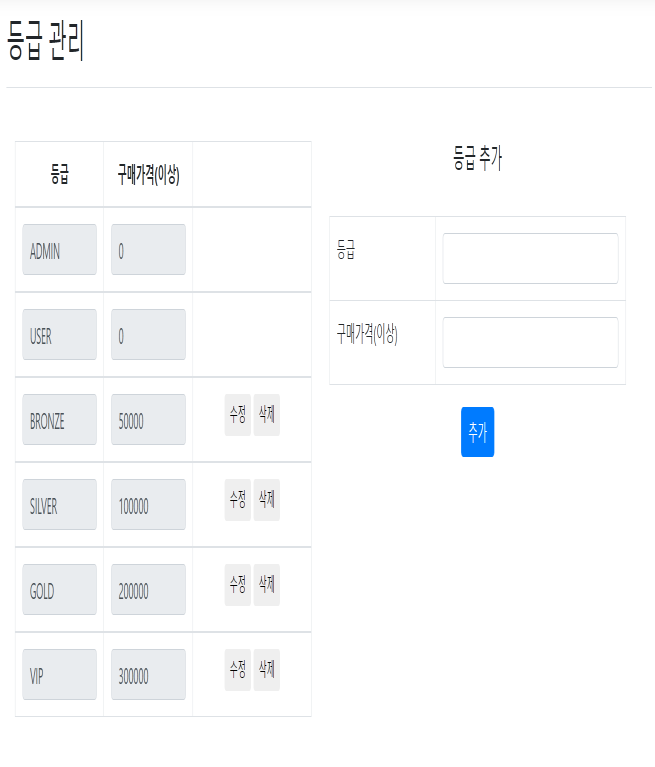 등급 관리
등급 구매가격(이상)
ADMIN 0
USER 0
BRONZE 50000 수정 삭제
SILVER 100000 수정 삭제
GOLD 200000 수정 삭제
VIP 300000 수정 삭제
등급 추가
등급
구매가격(이상)
추가